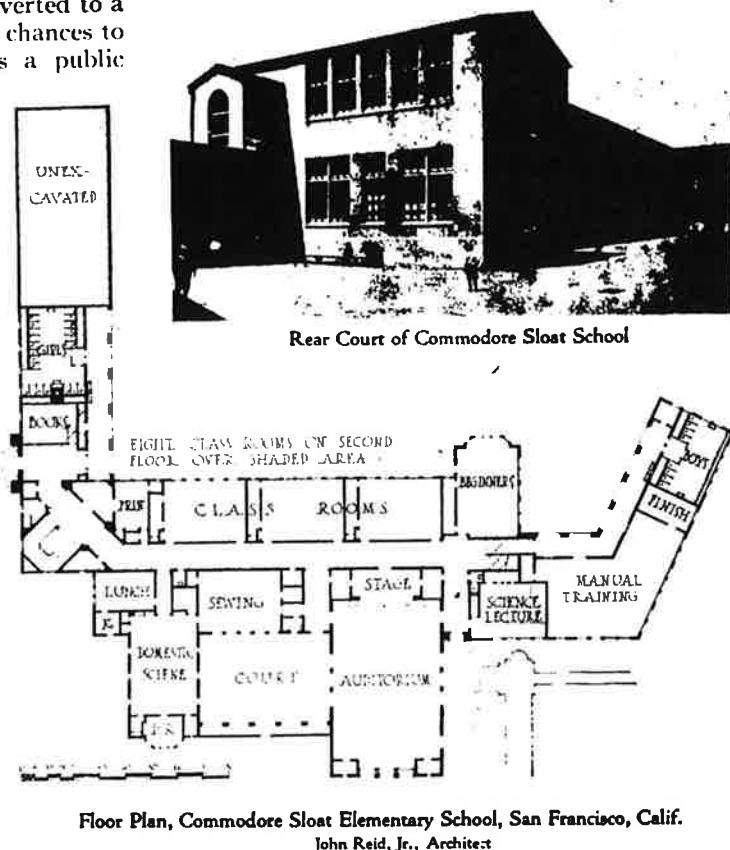 verted to a
chances to
s a public
Rear Court of Commodore Sloat School
UNEX-
CAVATED
GIRLS
BOOKS
EIGHT CLASS ROOMS ON SECOND
FLOOR OVER SHADED AREA
PRIN
CLASS ROOMS
BEGINNERS
BOYS
FINISH
LUNCH
SEWING
STAGE
SCIENCE
LECTURE
MANUAL
TRAINING
K
DOMESTIC
SCIENE
COURT
AUDITORIUM
D.R.
Floor Plan, Commodore Sloat Elementary School, San Francisco, Calif.
John Reid, Jr., Architect